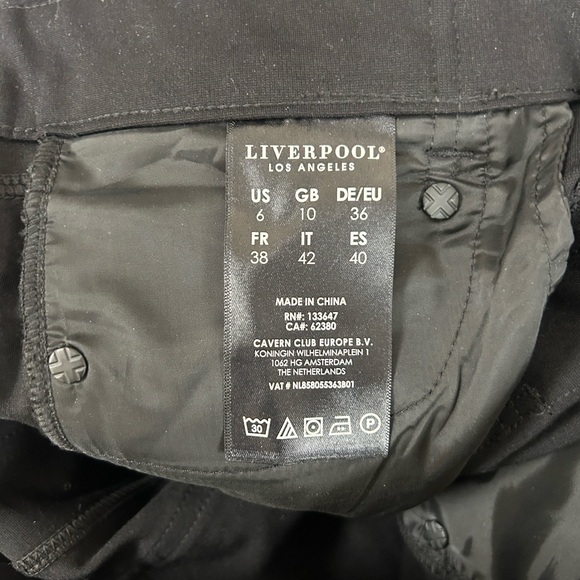 LIVERPOOL®
LOS ANGELES
US GB DE/EU
6 10 36
FR IT ES
38 42 40
MADE IN CHINA
RN#: 133647
CA#: 62380
CAVERN CLUB EUROPE B.V.
KONINGIN WILHELMINAPLEIN 1
1062 HG AMSTERDAM
THE NETHERLANDS
VAT # NL858055363B01
30 P